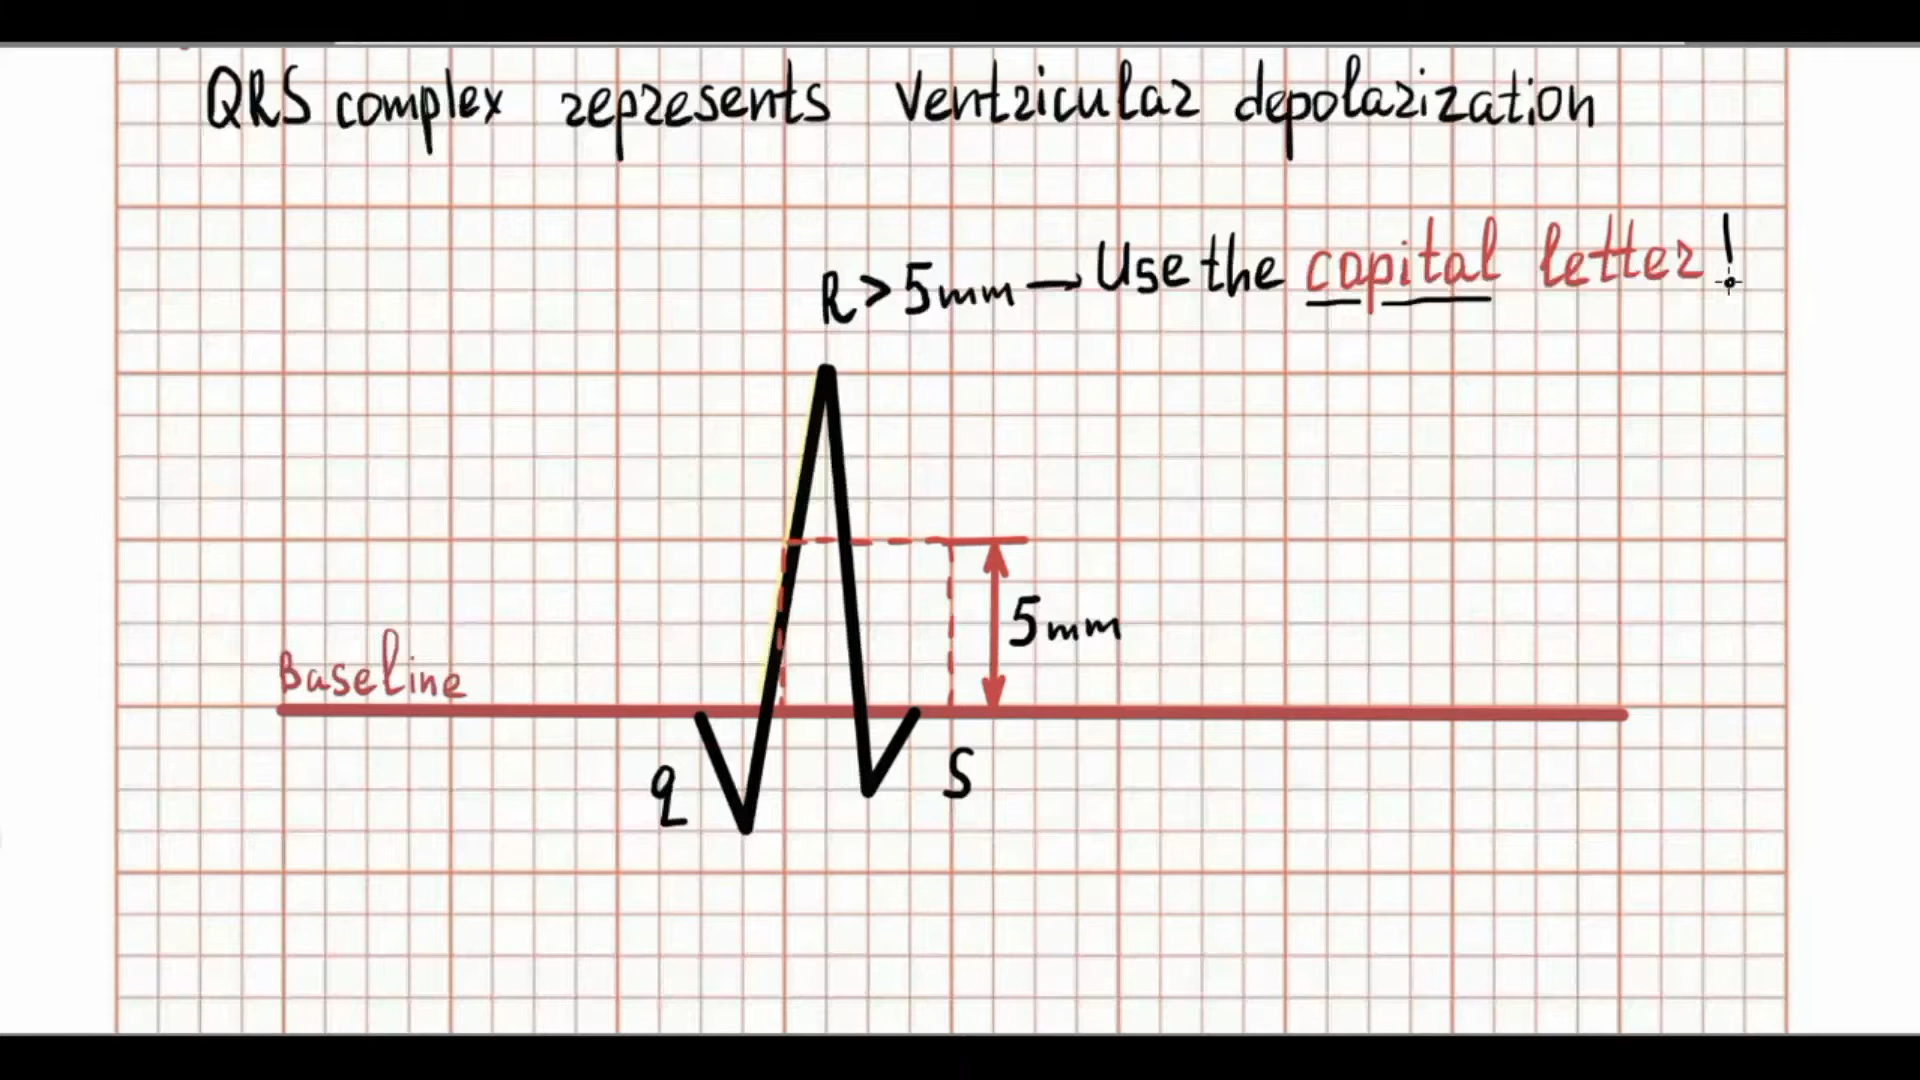 QRS complex represents ventricular depolarization
R > 5mm → Use the capital letter!
5mm
Baseline
q
S